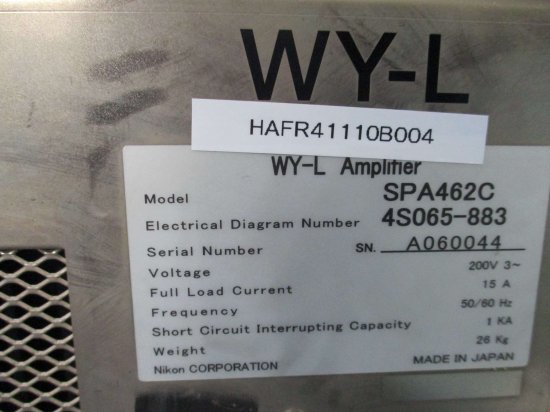 WY-L
HAFR41110B004
WY-L Amplifier
Model SPA462C
Electrical Diagram Number 4S065-883
Serial Number SN. A060044
Voltage 200V 3~
Full Load Current 15 A
Frequency 50/60 Hz
Short Circuit Interrupting Capacity 1 KA
Weight 26 Kg
Nikon CORPORATION MADE IN JAPAN